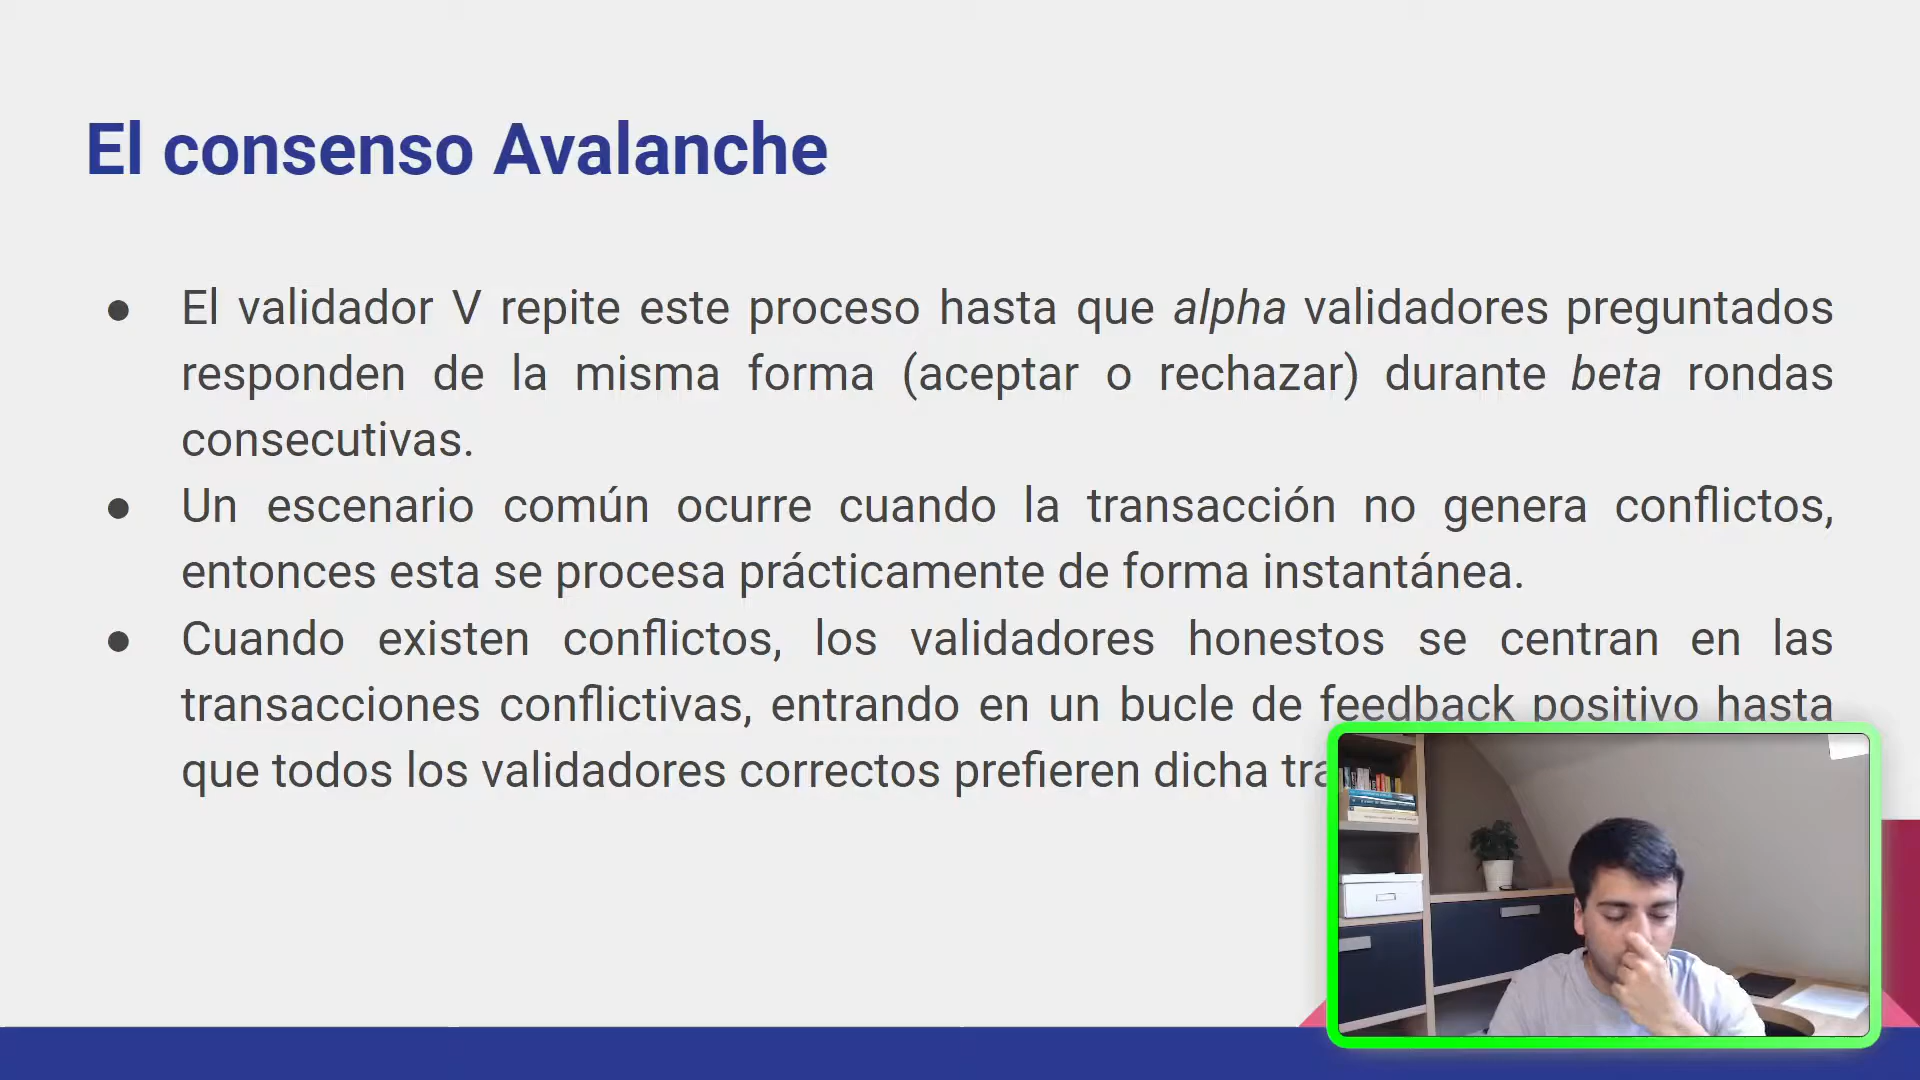 El consenso Avalanche
● El validador V repite este proceso hasta que alpha validadores preguntados
responden de la misma forma (aceptar o rechazar) durante beta rondas
consecutivas.
● Un escenario común ocurre cuando la transacción no genera conflictos,
entonces esta se procesa prácticamente de forma instantánea.
● Cuando existen conflictos, los validadores honestos se centran en las
transacciones conflictivas, entrando en un bucle de feedback positivo hasta
que todos los validadores correctos prefieren dicha